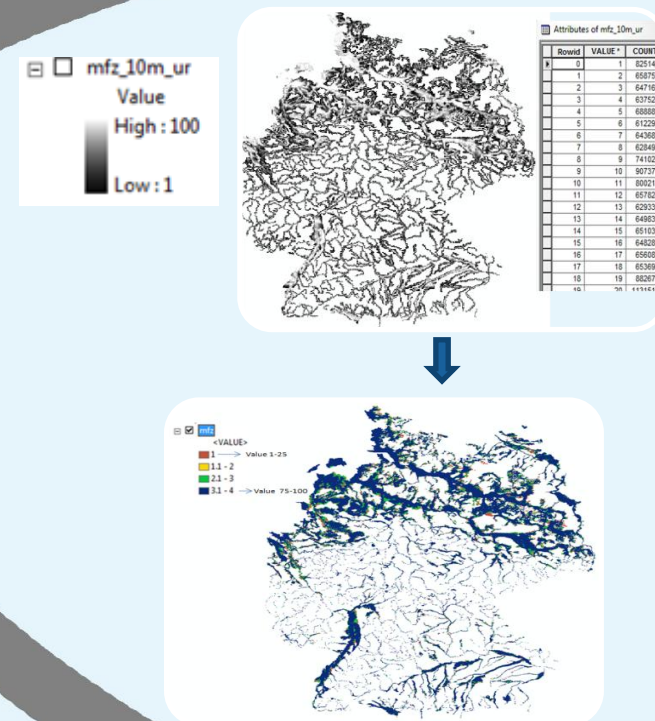 mfz_10m_ur
Value
High : 100
Low : 1
Attributes of mfz_10m_ur
Rowid VALUE * COUNT
0 1 82514
1 2 65875
2 3 64716
3 4 63752
4 5 68888
5 6 61229
6 7 64368
7 8 62849
8 9 74102
9 10 90737
10 11 80021
11 12 65782
12 13 62933
13 14 64983
14 15 65103
15 16 64828
16 17 65608
17 18 65369
18 19 88267
19 20 113151
mfz
<VALUE>
1 Value 1-25
1.1 - 2
2.1 - 3
3.1 - 4 Value 75-100